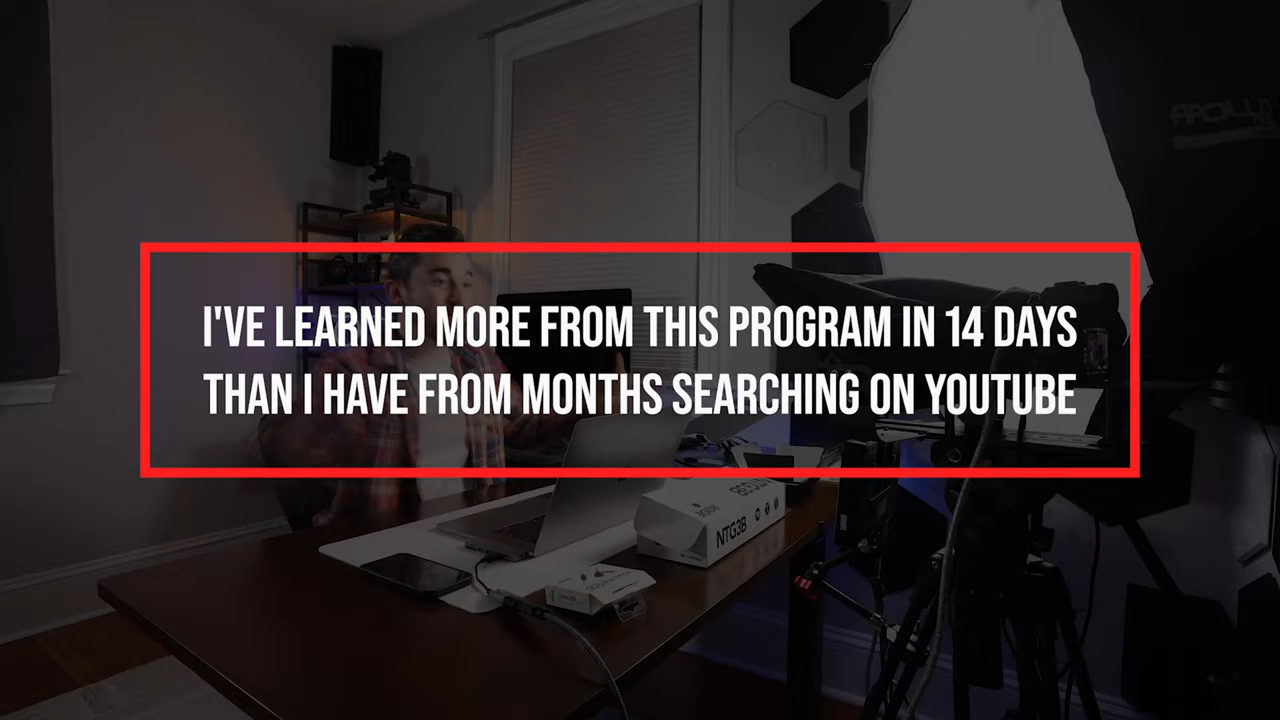 I'VE LEARNED MORE FROM THIS PROGRAM IN 14 DAYS
THAN I HAVE FROM MONTHS SEARCHING ON YOUTUBE
NTG3B